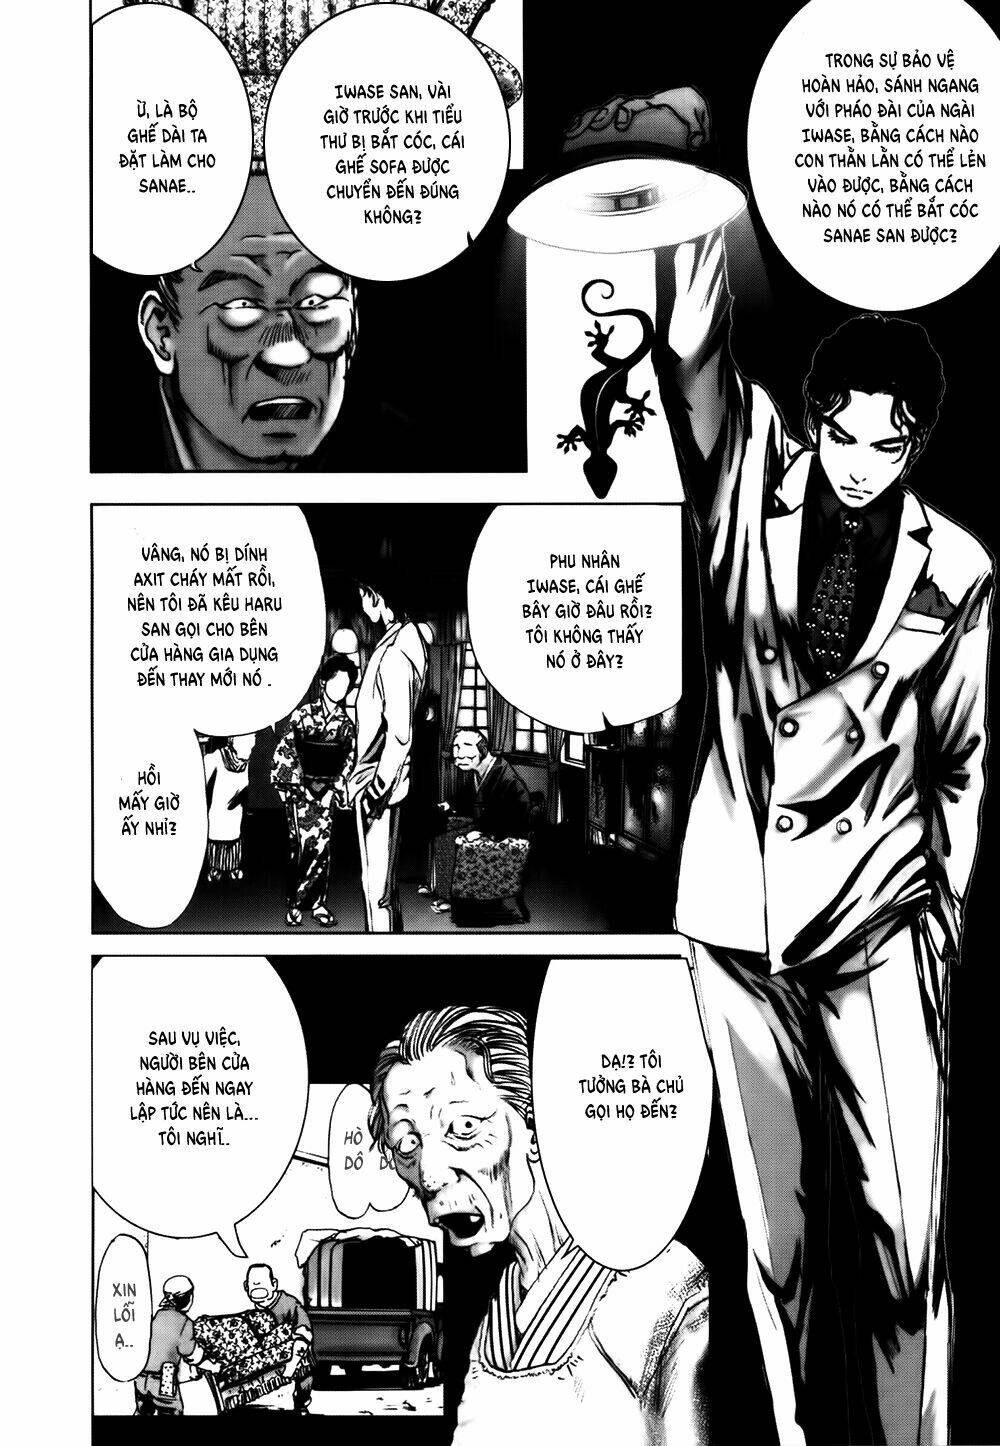 TRONG SỰ BẢO VỆ
HOÀN HẢO, SÁNH NGANG
VỚI PHÁO ĐÀI CỦA NGÀI
IWASE, BẰNG CÁCH NÀO
CON THẰN LẰN CÓ THỂ LẺN
VÀO ĐƯỢC, BẰNG CÁCH
NÀO NÓ CÓ THỂ BẮT CÓC
SANAE SAN ĐƯỢC?
IWASE SAN, VÀI
GIỜ TRƯỚC KHI TIỂU
THƯ BỊ BẮT CÓC, CÁI
GHẾ SOFA ĐƯỢC
CHUYỂN ĐẾN ĐÚNG
KHÔNG?
Ừ, LÀ BỘ
GHẾ DÀI TA
ĐẶT LÀM CHO
SANAE..
PHU NHÂN
IWASE, CÁI GHẾ
BÂY GIỜ ĐÂU RỒI?
TÔI KHÔNG THẤY
NÓ Ở ĐÂY?
VÂNG, NÓ BỊ DÍNH
AXIT CHÁY MẤT RỒI,
NÊN TÔI ĐÃ KÊU HARU
SAN GỌI CHO BÊN
CỬA HÀNG GIA DỤNG
ĐẾN THAY MỚI NÓ .
HỒI
MẤY GIỜ
ẤY NHỈ?
DẠ!? TÔI
TƯỞNG BÀ CHỦ
GỌI HỌ ĐẾN?
SAU VỤ VIỆC,
NGƯỜI BÊN CỬA
HÀNG ĐẾN NGAY
LẬP TỨC NÊN LÀ...
TÔI NGHĨ..
HÒ
DÔ
XIN
LỖI
Ạ..